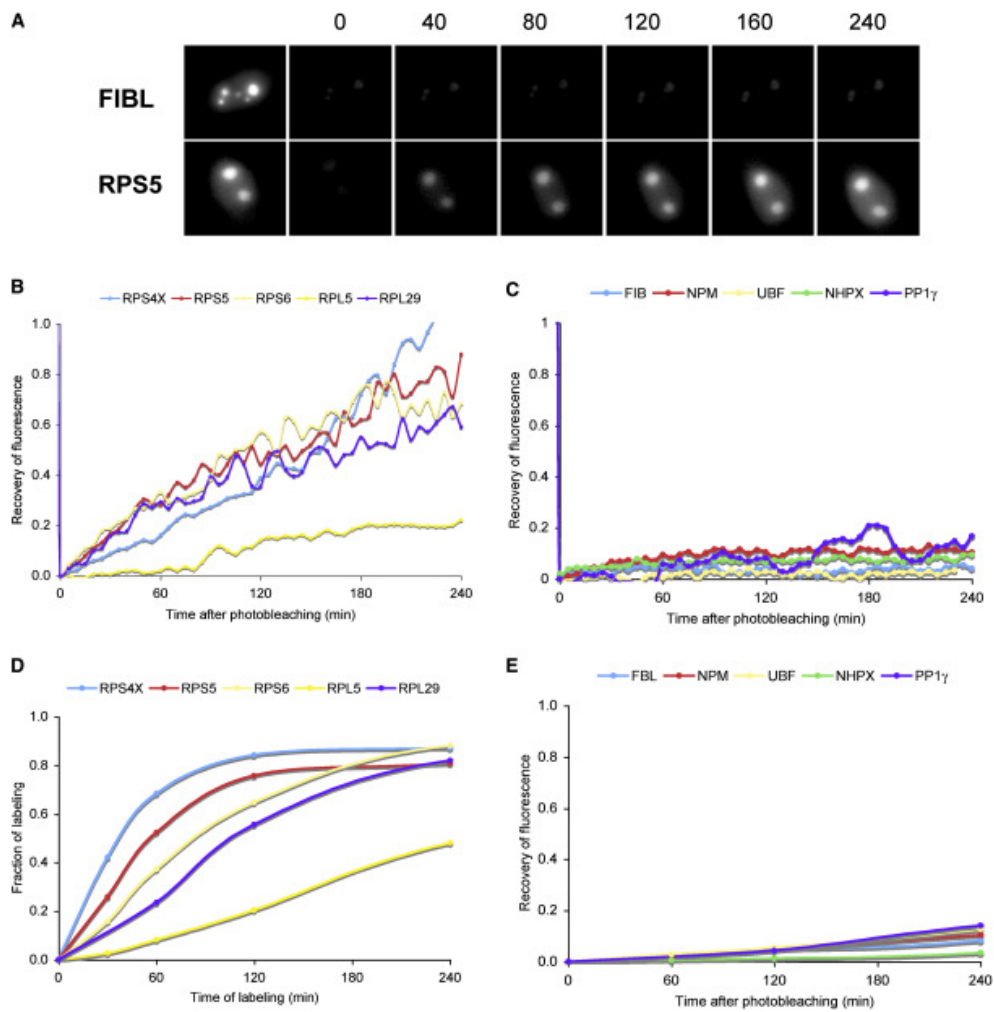 A
0 40 80 120 160 240
FIBL
RPS5
B
RPS4X RPS5 RPS6 RPL5 RPL29
1.0
0.8
0.6
0.4
0.2
0.0
Recovery of fluorescence
0 60 120 180 240
Time after photobleaching (min)
C
FIB NPM UBF NHPX PP1γ
1
0.8
0.6
0.4
0.2
0
Recovery of fluorescence
0 60 120 180 240
Time after photobleaching (min)
D
RPS4X RPS5 RPS6 RPL5 RPL29
1.0
0.8
0.6
0.4
0.2
0.0
Fraction of labeling
0 60 120 180 240
Time of labeling (min)
E
FBL NPM UBF NHPX PP1γ
1.0
0.8
0.6
0.4
0.2
0.0
Recovery of fluorescence
0 60 120 180 240
Time after photobleaching (min)